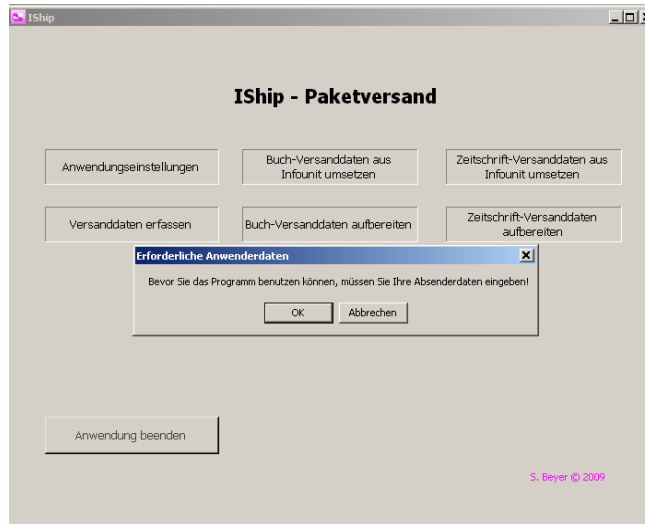 IShip
IShip - Paketversand
Anwendungseinstellungen
Buch-Versanddaten aus
Infounit umsetzen
Zeitschrift-Versanddaten aus
Infounit umsetzen
Versanddaten erfassen
Buch-Versanddaten aufbereiten
Zeitschrift-Versanddaten
aufbereiten
Erforderliche Anwenderdaten
Bevor Sie das Programm benutzen können, müssen Sie Ihre Absenderdaten eingeben!
OK
Abbrechen
Anwendung beenden
S. Beyer © 2009